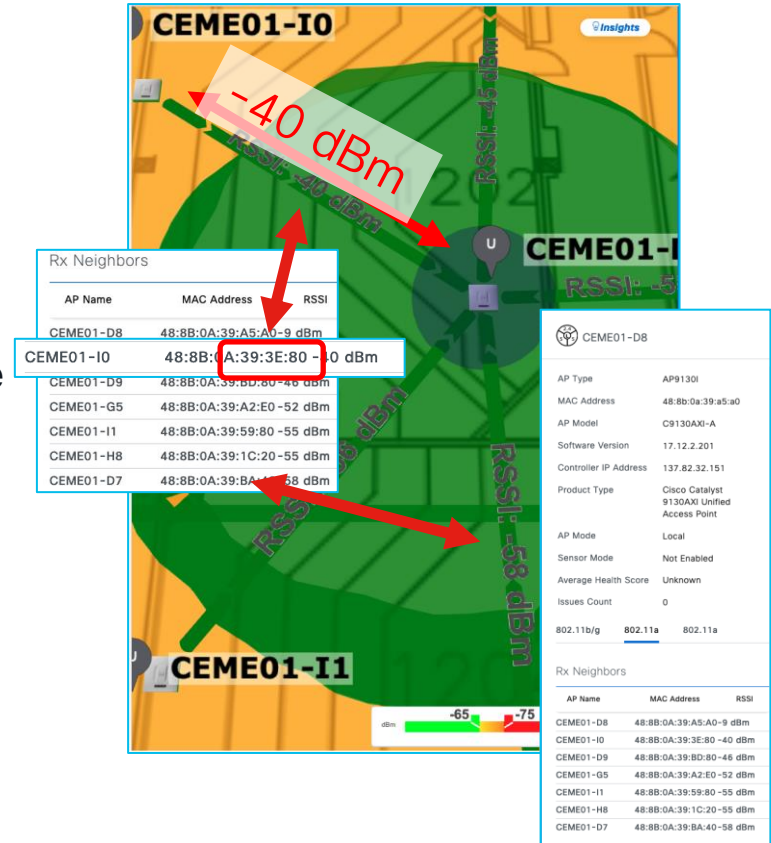 CEME01-I0
Insights
-40 dBm
RSSI: -40 dBm
RSSI: -45 dBm
1202
U
CEME01-
RSSI: -5
Rx Neighbors
AP Name MAC Address RSSI
CEME01-D8 48:8B:0A:39:A5:A0 -9 dBm
CEME01-I0 48:8B:0A:39:3E:80 -40 dBm
CEME01-D9 48:8B:0A:39:BD:80 -46 dBm
CEME01-G5 48:8B:0A:39:A2:E0 -52 dBm
CEME01-I1 48:8B:0A:39:59:80 -55 dBm
CEME01-H8 48:8B:0A:39:1C:20 -55 dBm
CEME01-D7 48:8B:0A:39:BA:40 -58 dBm
e
RSSI: -58 dBm
CEME01-I1
dBm -65 -75
CEME01-D8
AP Type AP9130I
MAC Address 48:8b:0a:39:a5:a0
AP Model C9130AXI-A
Software Version 17.12.2.201
Controller IP Address 137.82.32.151
Product Type Cisco Catalyst
9130AXI Unified
Access Point
AP Mode Local
Sensor Mode Not Enabled
Average Health Score Unknown
Issues Count 0
802.11b/g 802.11a 802.11a
Rx Neighbors
AP Name MAC Address RSSI
CEME01-D8 48:8B:0A:39:A5:A0 -9 dBm
CEME01-I0 48:8B:0A:39:3E:80 -40 dBm
CEME01-D9 48:8B:0A:39:BD:80 -46 dBm
CEME01-G5 48:8B:0A:39:A2:E0 -52 dBm
CEME01-I1 48:8B:0A:39:59:80 -55 dBm
CEME01-H8 48:8B:0A:39:1C:20 -55 dBm
CEME01-D7 48:8B:0A:39:BA:40 -58 dBm